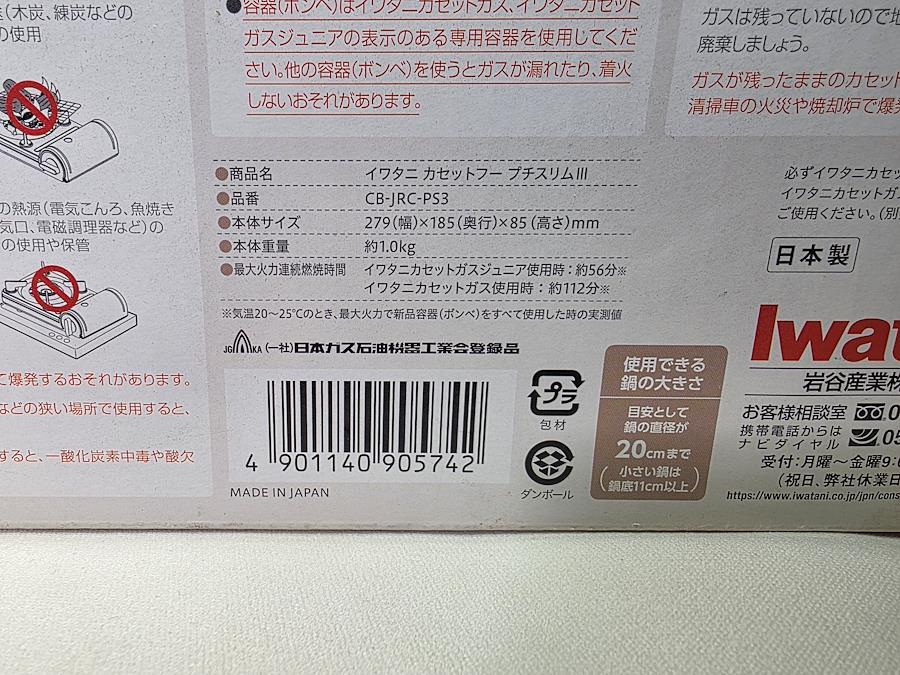 (木炭、練炭などの
の使用
の熱源(電気こんろ、魚焼き
気口、電磁調理器など)の
の使用や保管
て爆発するおそれがあります。
などの狭い場所で使用すると、
すると、一酸化炭素中毒や酸欠
●容器(ボンベ)はイワタニカセットガス、イワタニカセット
ガスジュニアの表示のある専用容器を使用してくだ
さい。他の容器(ボンベ)を使うとガスが漏れたり、着火
しないおそれがあります。
●商品名 イワタニ カセットフー プチスリムⅢ
●品番 CB-JRC-PS3
●本体サイズ 279(幅)×185(奥行)×85(高さ)mm
●本体重量 約1.0kg
●最大火力連続燃焼時間 イワタニカセットガスジュニア使用時:約56分※
イワタニカセットガス使用時:約112分※
※気温20~25℃のとき、最大火力で新品容器(ボンベ)をすべて使用した時の実測値
JG KA (一社)日本ガス石油機器工業会登録品
4 901140 905742
MADE IN JAPAN
プラ
包材
ダンボール
使用できる
鍋の大きさ
目安として
鍋の直径が
20cmまで
(小さい鍋は
鍋底11cm以上)
ガスは残っていないので地
廃棄しましょう。
ガスが残ったままのカセット
清掃車の火災や焼却炉で爆発
必ずイワタニカセッ
イワタニカセットガ
ご使用ください。(別
日本製
Iwata
岩谷産業株
お客様相談室 0
携帯電話からは
ナビダイヤル 05
受付:月曜~金曜9:0
(祝日、弊社休業日
https://www.iwatani.co.jp/jpn/cons